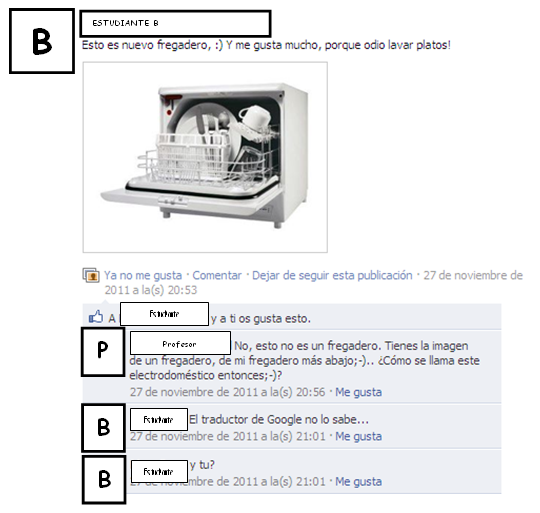 B
ESTUDIANTE B
Esto es nuevo fregadero, :) Y me gusta mucho, porque odio lavar platos!
Ya no me gusta · Comentar · Dejar de seguir esta publicación · 27 de noviembre de
2011 a la(s) 20:53
A Estudiante y a ti os gusta esto.
P
Profesor No, esto no es un fregadero. Tienes la imagen
de un fregadero, de mi fregadero más abajo;-).. ¿Cómo se llama este
electrodoméstico entonces;-)?
27 de noviembre de 2011 a la(s) 20:56 · Me gusta
B
Estudiante El traductor de Google no lo sabe...
27 de noviembre de 2011 a la(s) 21:01 · Me gusta
B
Estudiante y tu?
27 de noviembre de 2011 a la(s) 21:01 · Me gusta